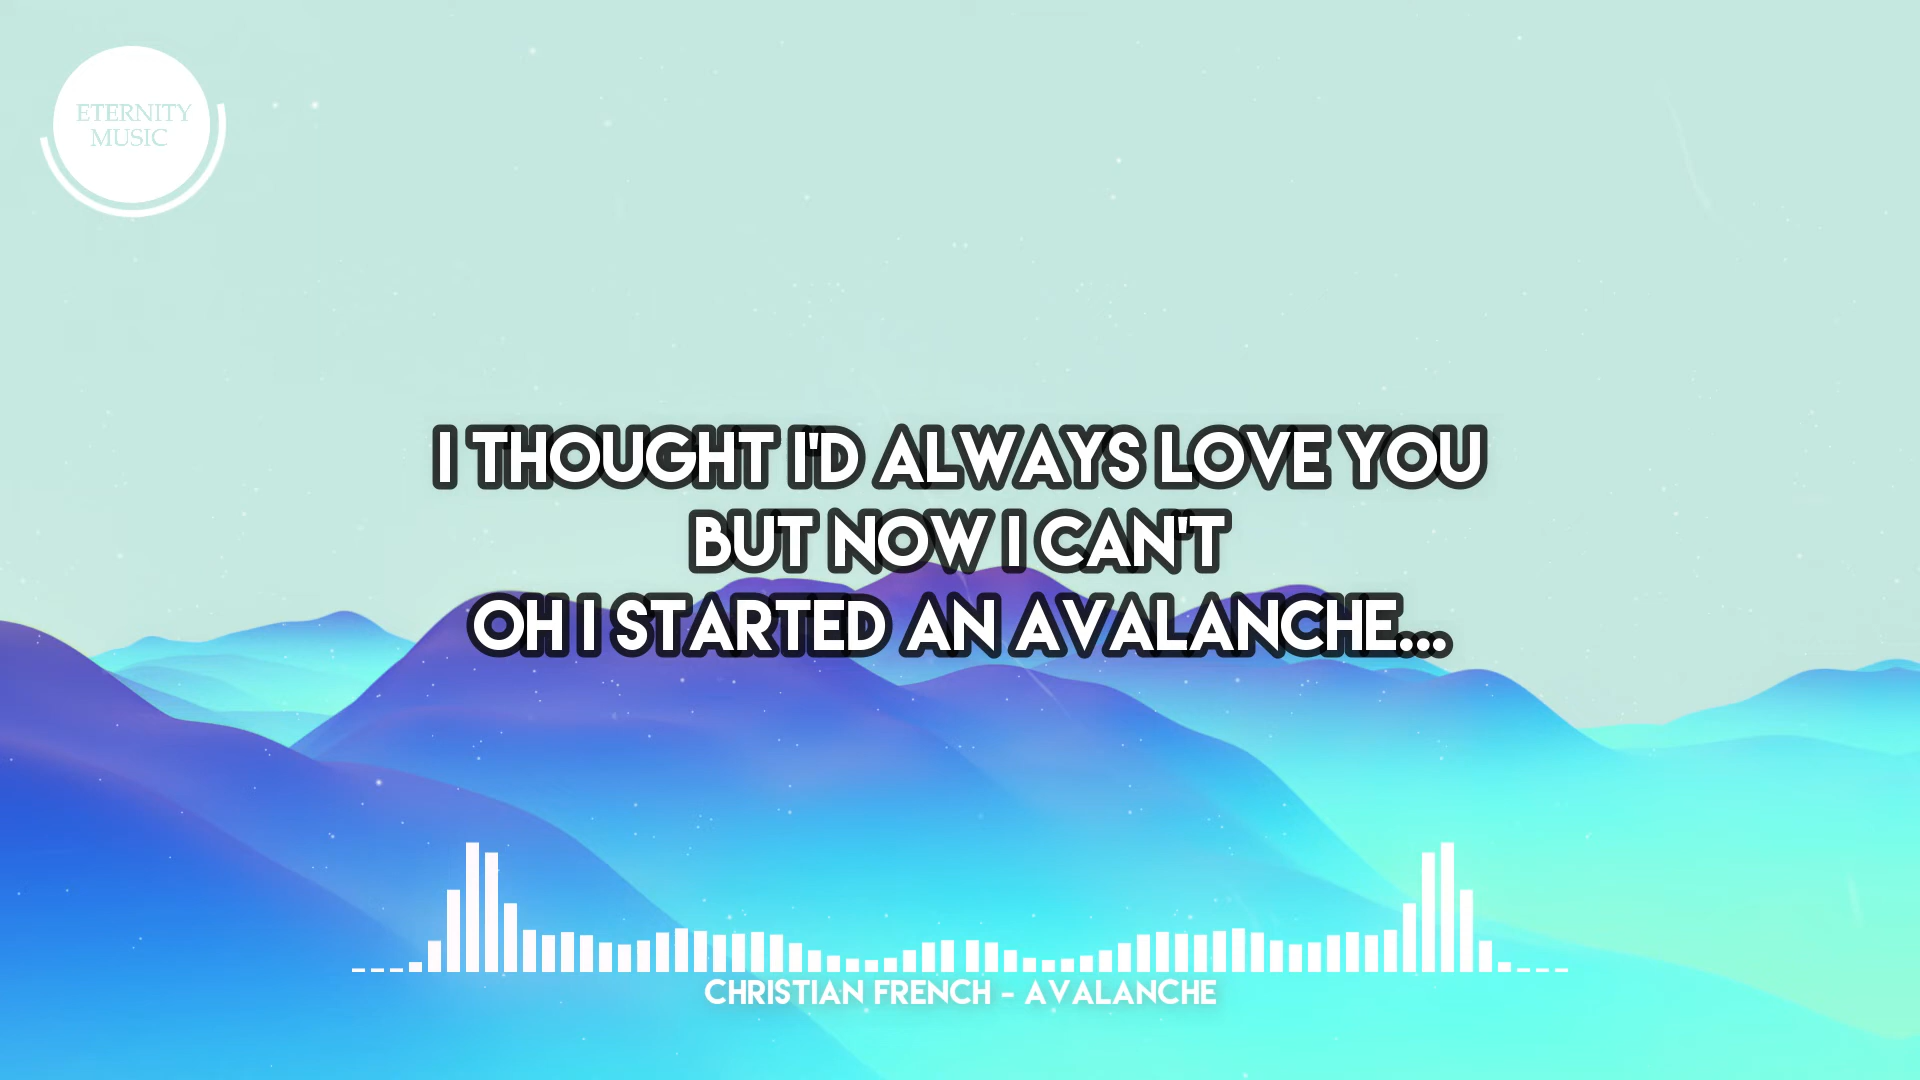 ETERNITY
MUSIC
I THOUGHT I'D ALWAYS LOVE YOU
BUT NOW I CAN'T
OH I STARTED AN AVALANCHE...
CHRISTIAN FRENCH - AVALANCHE